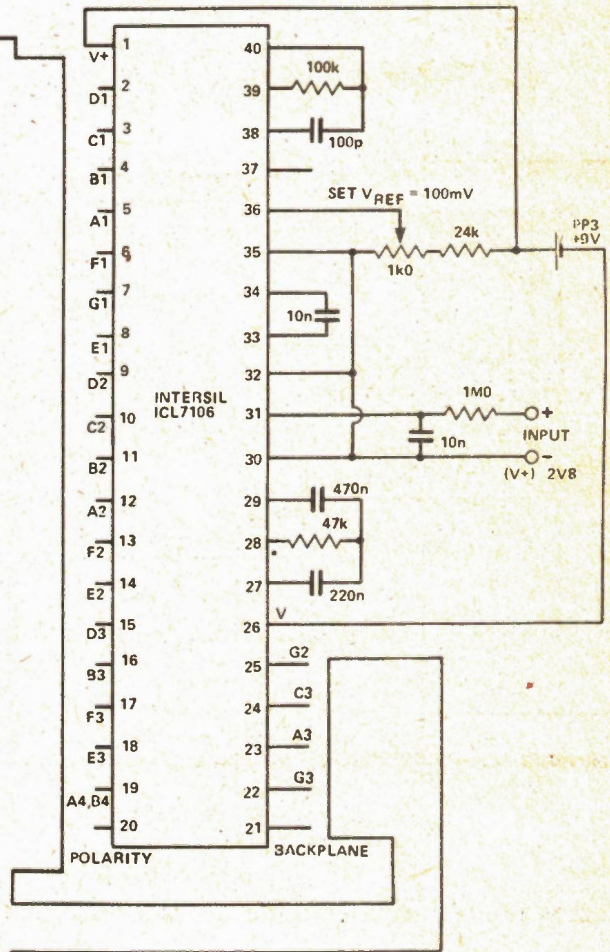 V+
1
D1
2
C1
3
B1
4
A1
5
F1
6
G1
7
E1
8
D2
9
C2
10
B2
11
A2
12
F2
13
E2
14
D3
15
B3
16
F3
17
E3
18
A4,B4
19
20
POLARITY
INTERSIL
ICL7106
40
39
38
37
36
35
34
33
32
31
30
29
28
27
26
25
24
23
22
21
100k
100p
SET VREF = 100mV
1k0
24k
PP3
+9V
10n
1M0
10n
+
INPUT
-
(V+) 2V8
470n
47k
220n
V
G2
C3
A3
G3
BACKPLANE